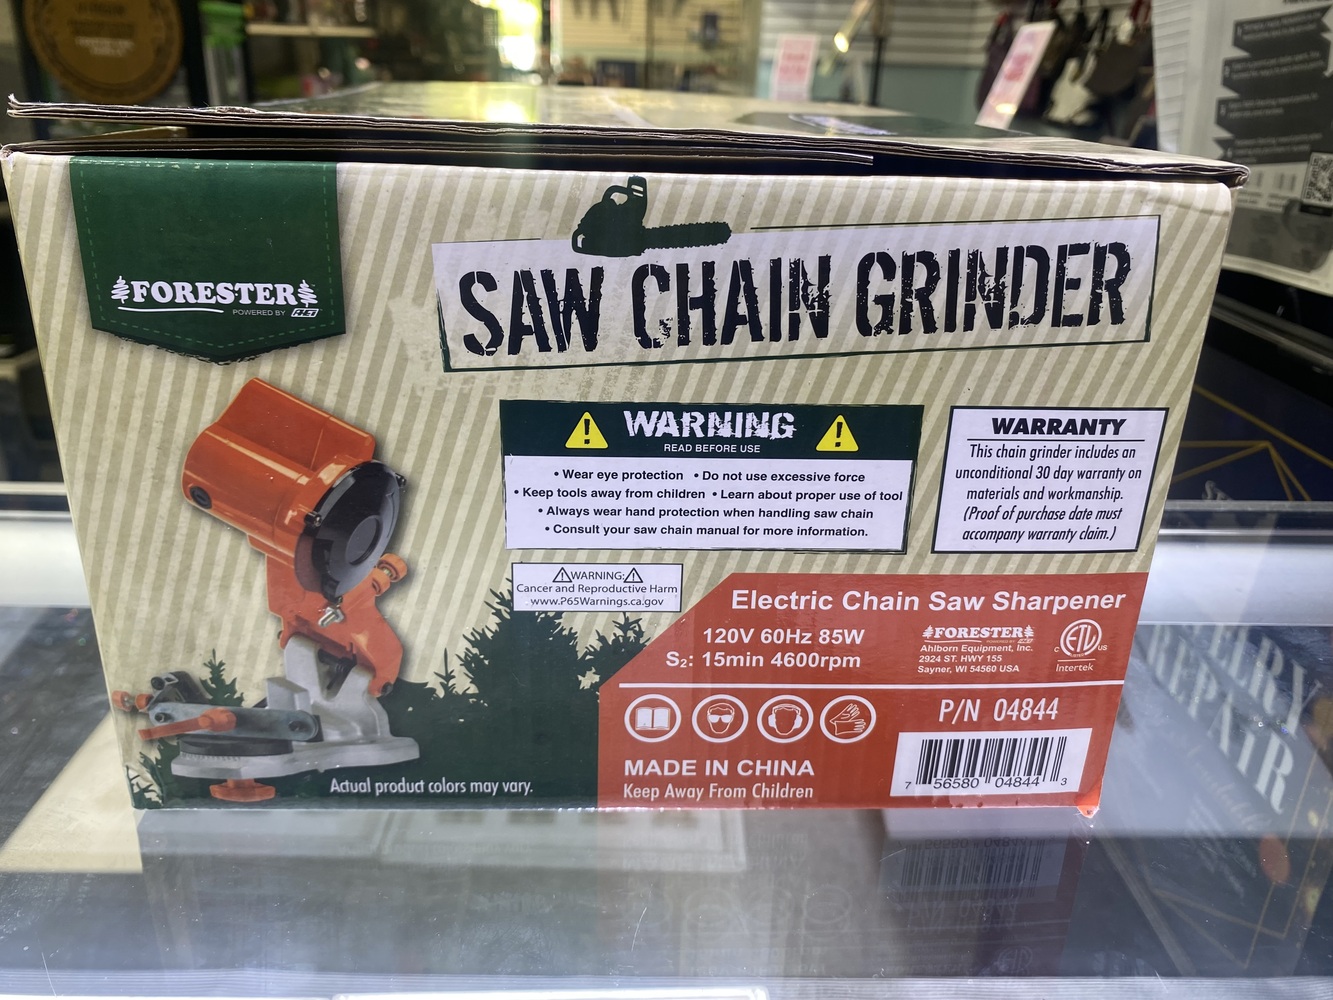 FORESTER
POWERED BY AEI
SAW CHAIN GRINDER
WARNING
READ BEFORE USE
• Wear eye protection • Do not use excessive force
• Keep tools away from children • Learn about proper use of tool
• Always wear hand protection when handling saw chain
• Consult your saw chain manual for more information.
WARRANTY
This chain grinder includes an
unconditional 30 day warranty on
materials and workmanship.
(Proof of purchase date must
accompany warranty claim.)
⚠WARNING:⚠
Cancer and Reproductive Harm
www.P65Warnings.ca.gov
Electric Chain Saw Sharpener
120V 60Hz 85W
S₂: 15min 4600rpm
FORESTER
Ahlborn Equipment, Inc.
2924 ST. HWY 155
Sayner, WI 54560 USA
C ETL US
Intertek
P/N 04844
MADE IN CHINA
Keep Away From Children
7 56580 04844 3
Actual product colors may vary.
REPAIR